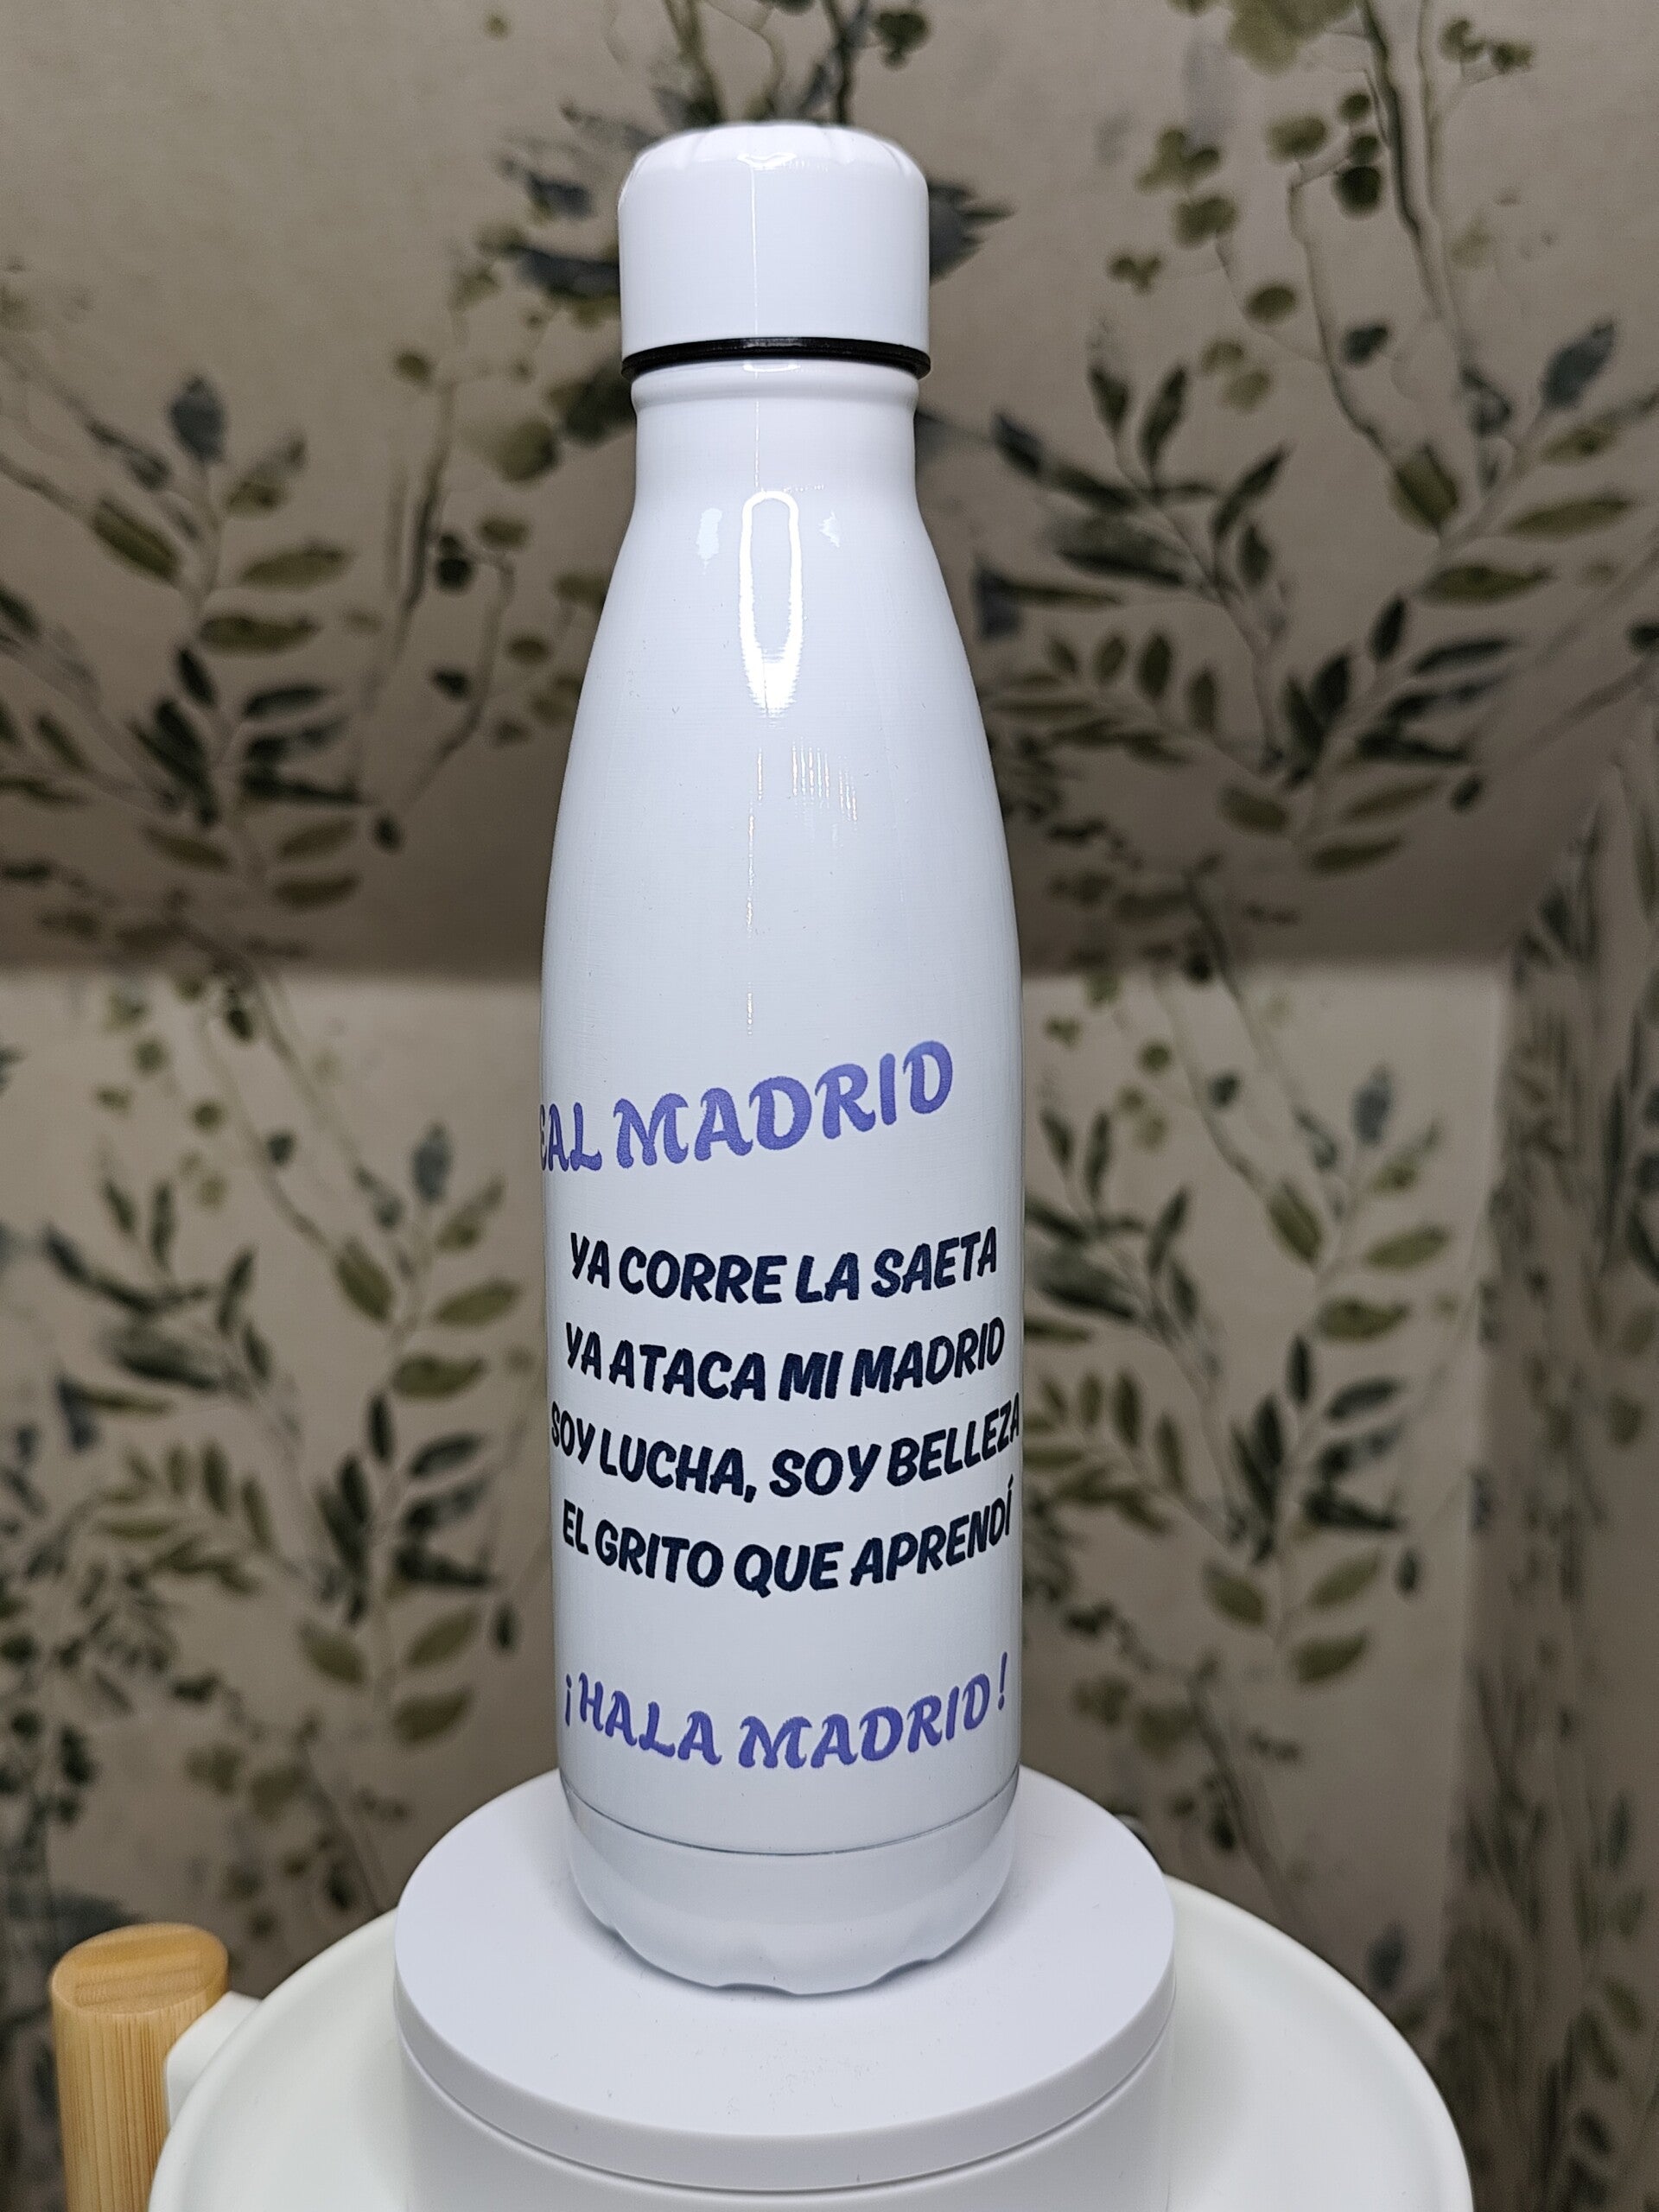 EAL MADRID
YA CORRE LA SAETA
YA ATACA MI MADRID
SOY LUCHA, SOY BELLEZA
EL GRITO QUE APRENDÍ
¡HALA MADRID!